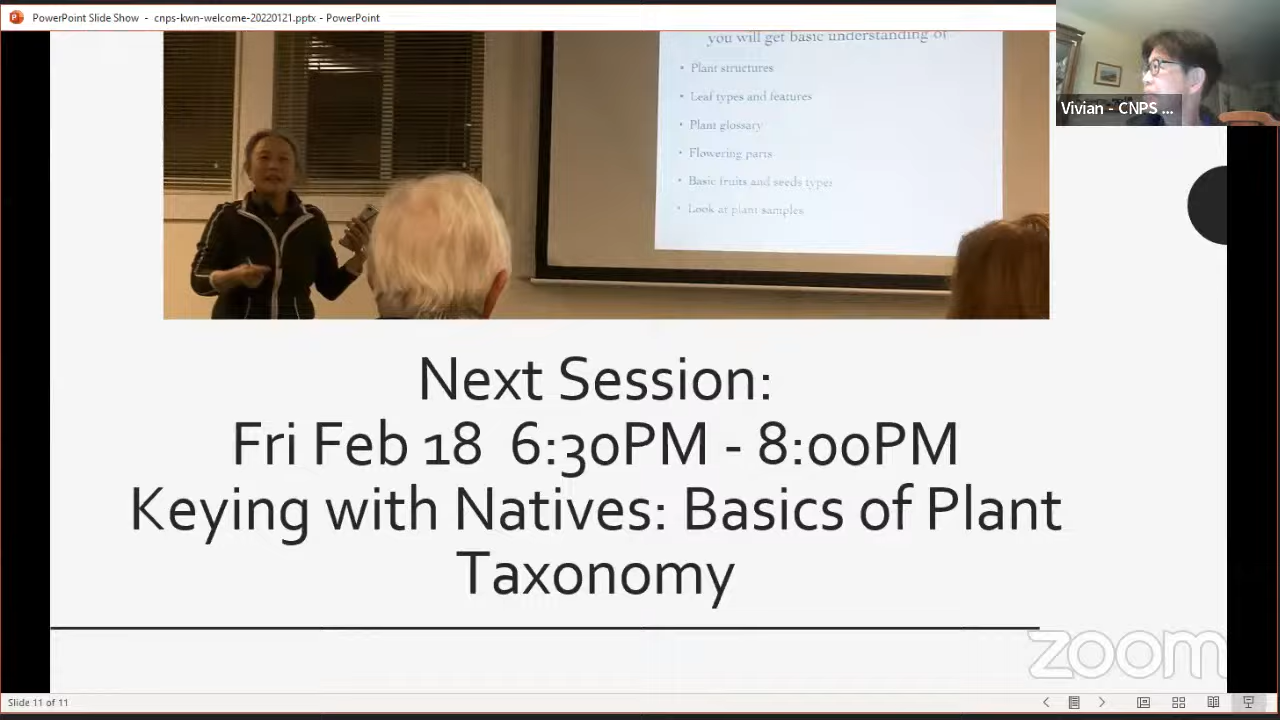 PowerPoint Slide Show - cnps-kwn-welcome-20220121.pptx - PowerPoint
you will get basic understanding of
• Plant structures
• Leaf types and features
• Plant glossary
• Flowering parts
• Basic fruits and seeds types
• Look at plant samples
Vivian - CNPS ...
Next Session:
Fri Feb 18 6:30PM - 8:00PM
Keying with Natives: Basics of Plant
Taxonomy
zoom
Slide 11 of 11